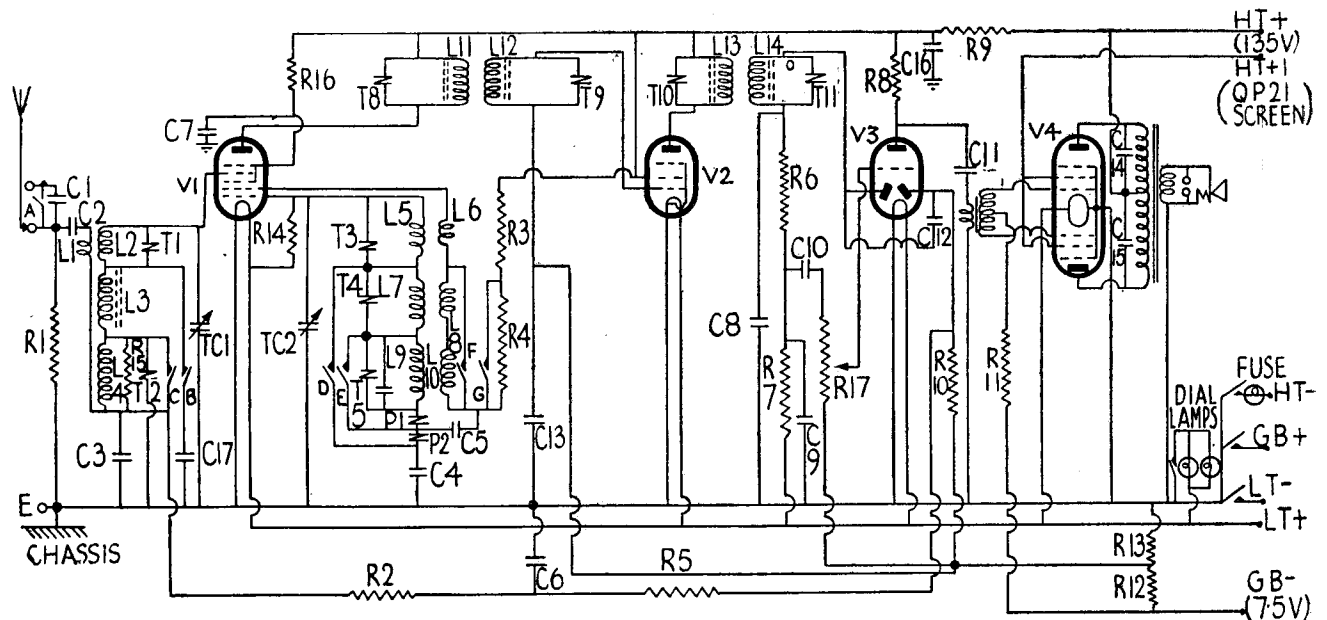 HT+
(135V)
HT+1
(QP21
SCREEN)
L11
L12
L13
L14
R9
C16
R8
R16
T8
T9
T10
T11
C7
V1
V2
V3
V4
C11
C14
C1
A
C2
L1
L2
T1
R14
T3
L5
L6
R3
R6
C10
C12
C15
L3
T4
L7
L8
F
R4
C8
R1
L4
R15
T2
C
B
TC1
TC2
D
E
T5
L9
L10
G
R7
R17
R10
R11
FUSE
HT-
DIAL
LAMPS
P1
P2
C5
C3
C17
C4
C13
C9
GB+
E
LT-
LT+
CHASSIS
R2
C6
R5
R13
R12
GB-
(7.5V)